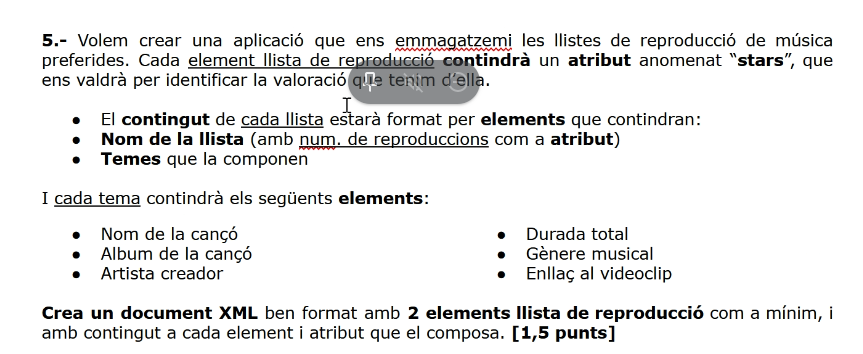 5.- Volem crear una aplicació que ens emmagatzemi les llistes de reproducció de música
preferides. Cada element llista de reproducció contindrà un atribut anomenat “stars”, que
ens valdrà per identificar la valoració que tenim d’ella.
• El contingut de cada llista estarà format per elements que contindran:
• Nom de la llista (amb num. de reproduccions com a atribut)
• Temes que la componen
I cada tema contindrà els següents elements:
• Nom de la cançó
• Album de la cançó
• Artista creador
• Durada total
• Gènere musical
• Enllaç al videoclip
Crea un document XML ben format amb 2 elements llista de reproducció com a mínim, i
amb contingut a cada element i atribut que el composa. [1,5 punts]